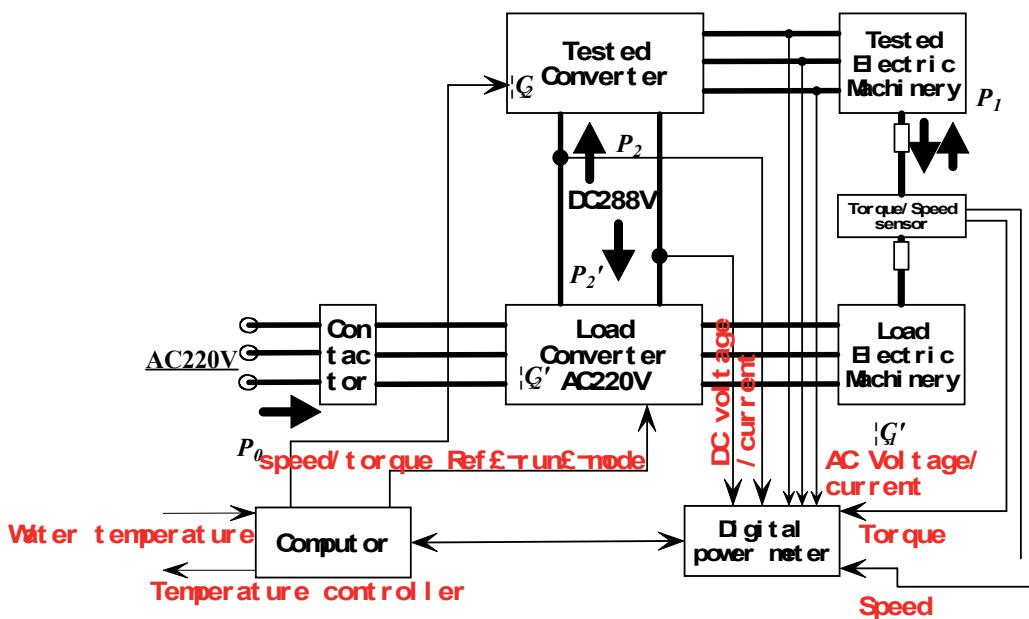 Tested
Converter
Tested
Electric
Machinery
P1
P2
DC288V
Torque/Speed
sensor
P2'
Con
tac
tor
Load
Converter
AC220V
Load
Electric
Machinery
AC220V
DC voltage
/current
P0
speed/torque Ref£¬run£¬mode
AC Voltage/
current
Water temperature
Computor
Digital
power meter
Torque
Temperature controller
Speed